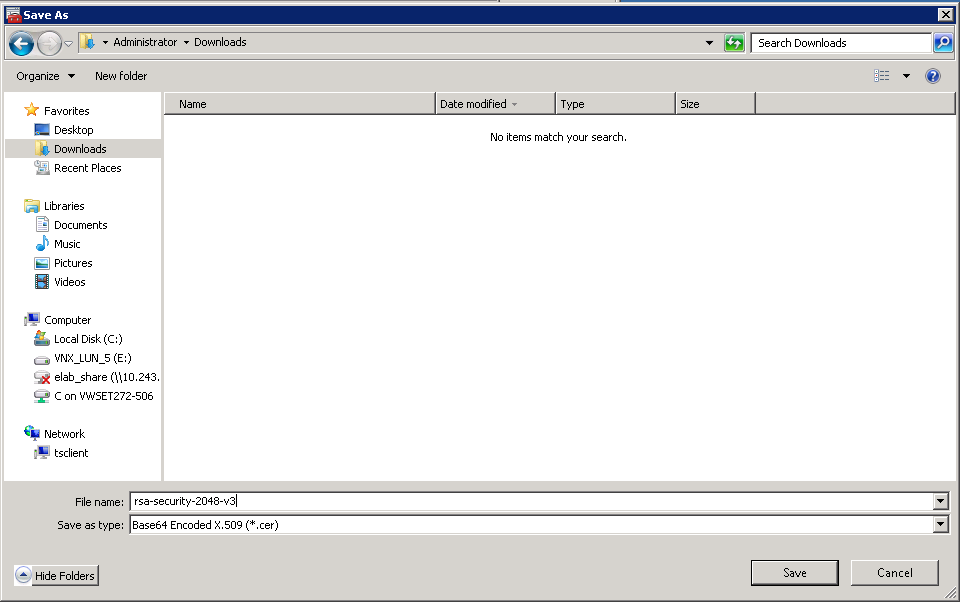 Save As
Administrator Downloads
Search Downloads
Organize New folder
Name Date modified Type Size
No items match your search.
Favorites
Desktop
Downloads
Recent Places
Libraries
Documents
Music
Pictures
Videos
Computer
Local Disk (C:)
VNX_LUN_5 (E:)
elab_share (\\10.243.
C on VWSET272-506
Network
tsclient
File name: rsa-security-2048-v3
Save as type: Base64 Encoded X.509 (*.cer)
Hide Folders
Save Cancel